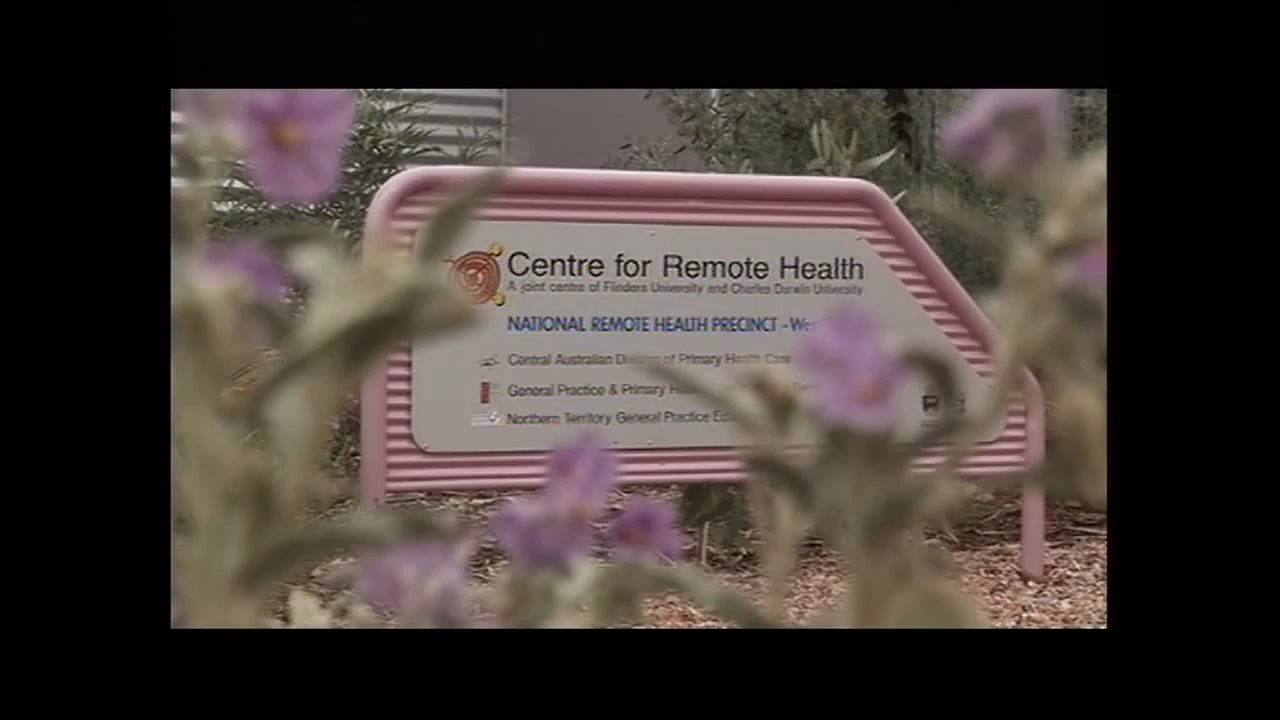 Centre for Remote Health
A joint centre of Flinders University and Charles Darwin University
NATIONAL REMOTE HEALTH PRECINCT -
Central Australian Division of Primary Health Care
General Practice & Primary
Northern Territory General Practice